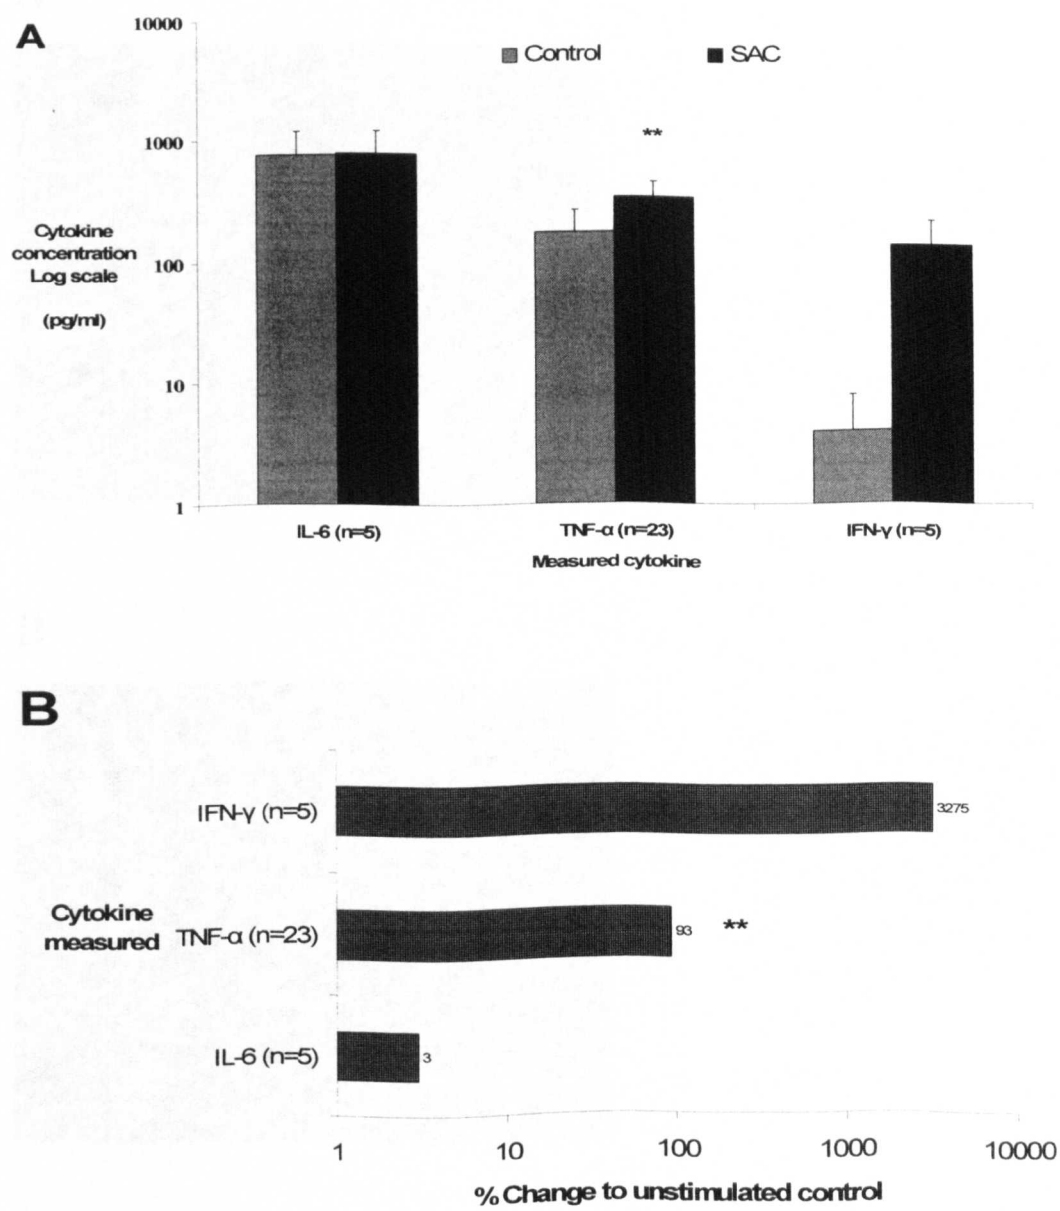 A
10000
Control SAC
1000
**
Cytokine
concentration
Log scale
(pg/ml)
100
10
1
IL-6 (n=5) TNF-α (n=23) IFN-γ (n=5)
Measured cytokine
B
IFN-γ (n=5) 3275
Cytokine
measured
TNF-α (n=23) 93 **
IL-6 (n=5) 3
1 10 100 1000 10000
% Change to unstimulated control